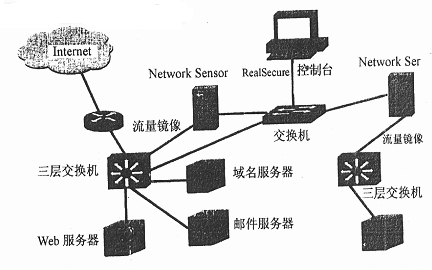 Internet
Network Sensor
RealSecure 控制台
Network Ser
流量镜像
交换机
流量镜像
三层交换机
域名服务器
三层交换机
邮件服务器
Web 服务器